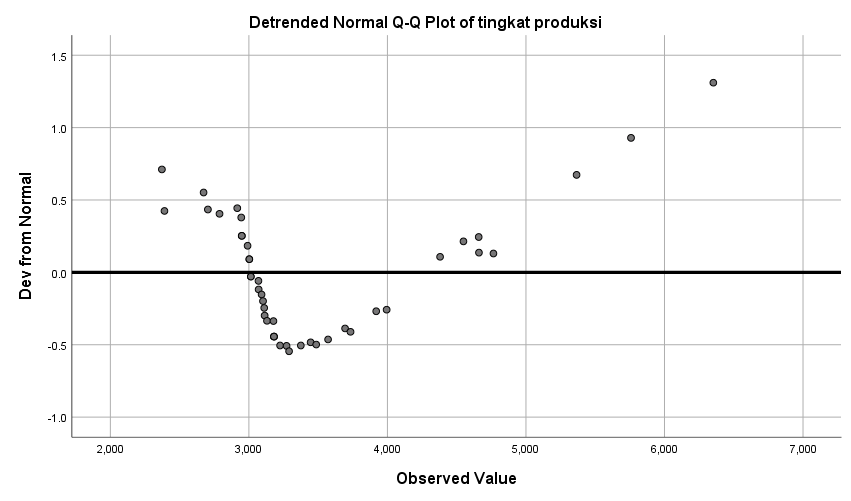 Detrended Normal Q-Q Plot of tingkat produksi
1.5
1.0
0.5
0.0
-0.5
-1.0
Dev from Normal
2,000 3,000 4,000 5,000 6,000 7,000
Observed Value